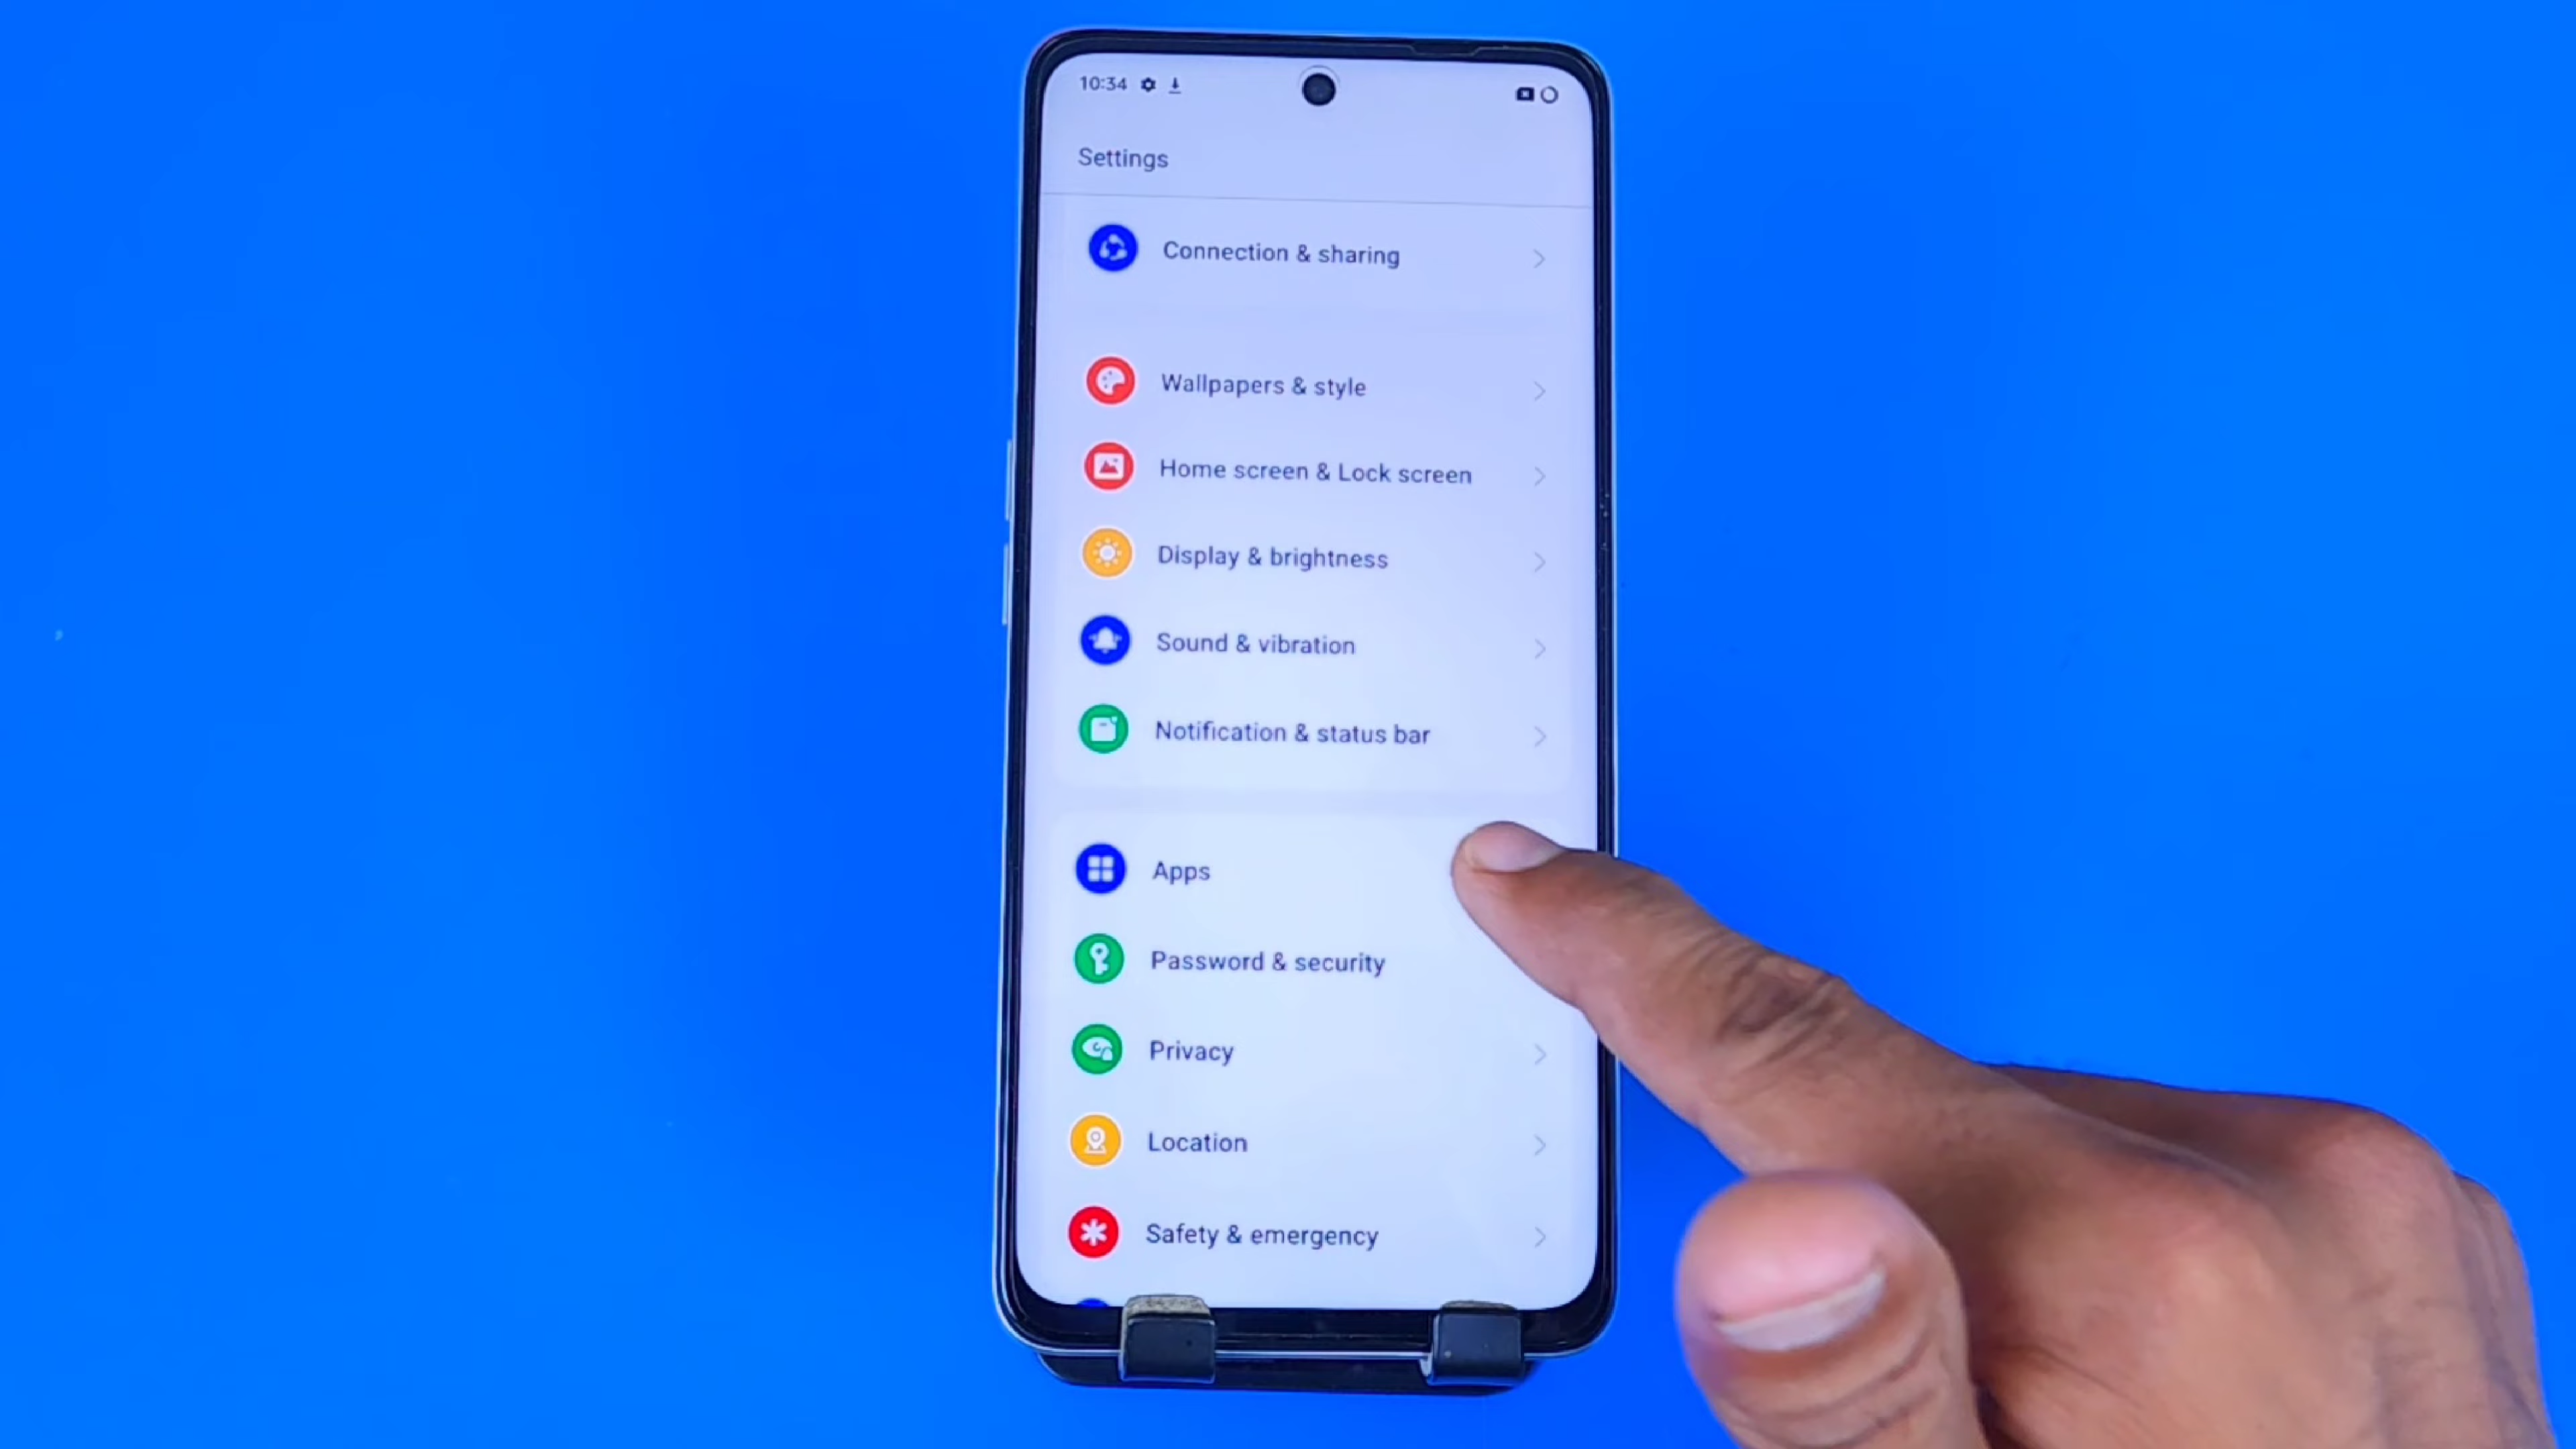 10:34
Settings
Connection & sharing
Wallpapers & style
Home screen & Lock screen
Display & brightness
Sound & vibration
Notification & status bar
Apps
Password & security
Privacy
Location
Safety & emergency